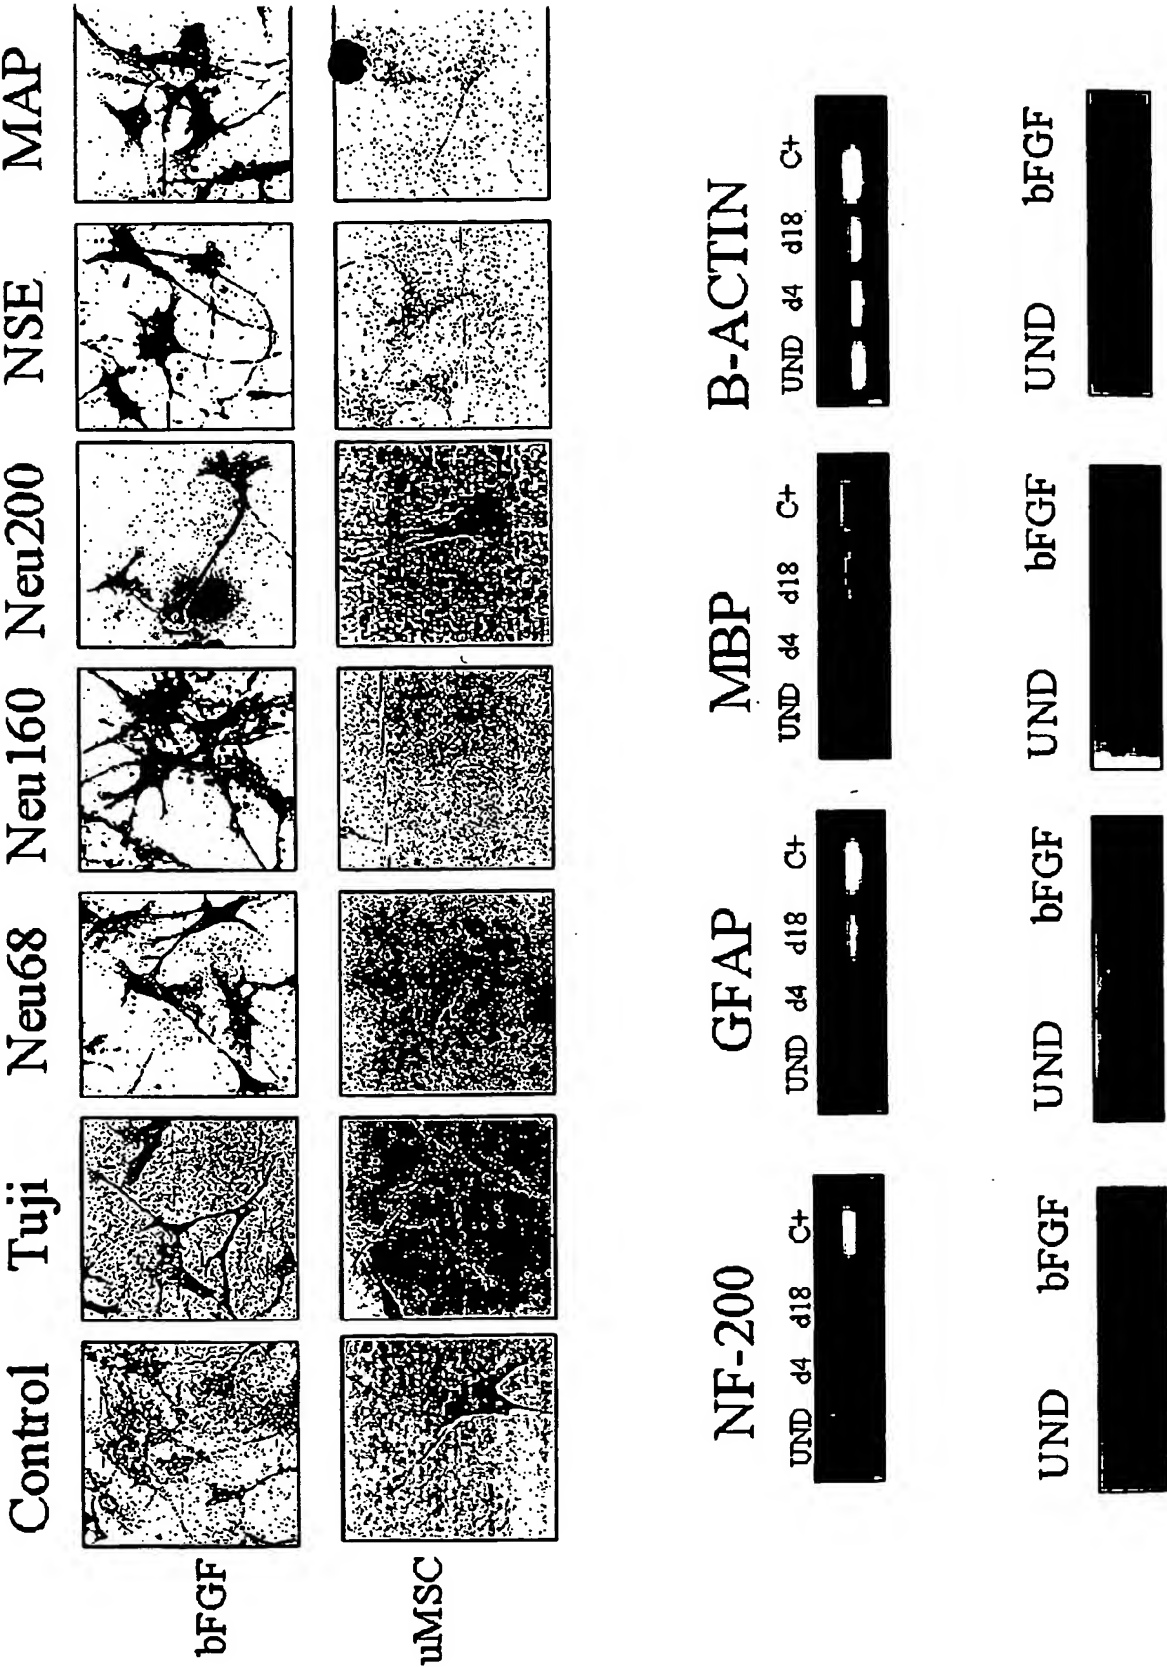 Control Tuji Neu68 Neu160 Neu200 NSE MAP
bFGF
uMSC
NF-200 GFAP MBP B-ACTIN
UND d4 d18 C+ UND d4 d18 C+ UND d4 d18 C+ UND d4 d18 C+
UND bFGF UND bFGF UND bFGF UND bFGF